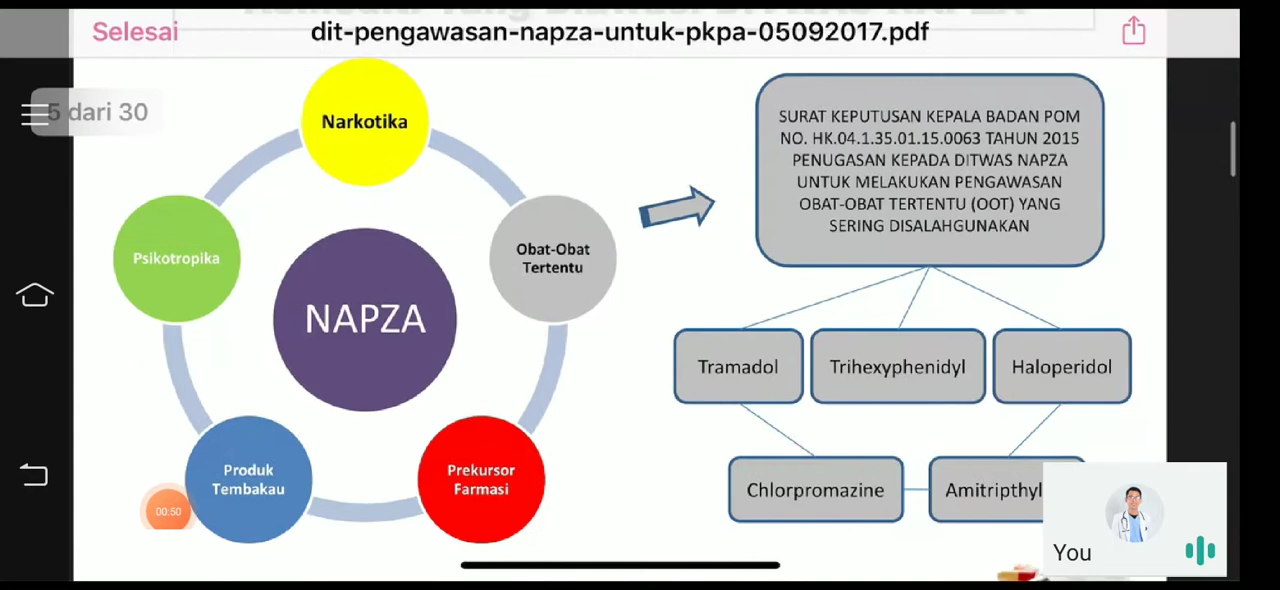 Selesai
dit-pengawasan-napza-untuk-pkpa-05092017.pdf
5 dari 30
Narkotika
Psikotropika
Obat-Obat
Tertentu
NAPZA
Produk
Tembakau
Prekursor
Farmasi
00:50
SURAT KEPUTUSAN KEPALA BADAN POM
NO. HK.04.1.35.01.15.0063 TAHUN 2015
PENUGASAN KEPADA DITWAS NAPZA
UNTUK MELAKUKAN PENGAWASAN
OBAT-OBAT TERTENTU (OOT) YANG
SERING DISALAHGUNAKAN
Tramadol
Trihexyphenidyl
Haloperidol
Chlorpromazine
Amitripthyl
You